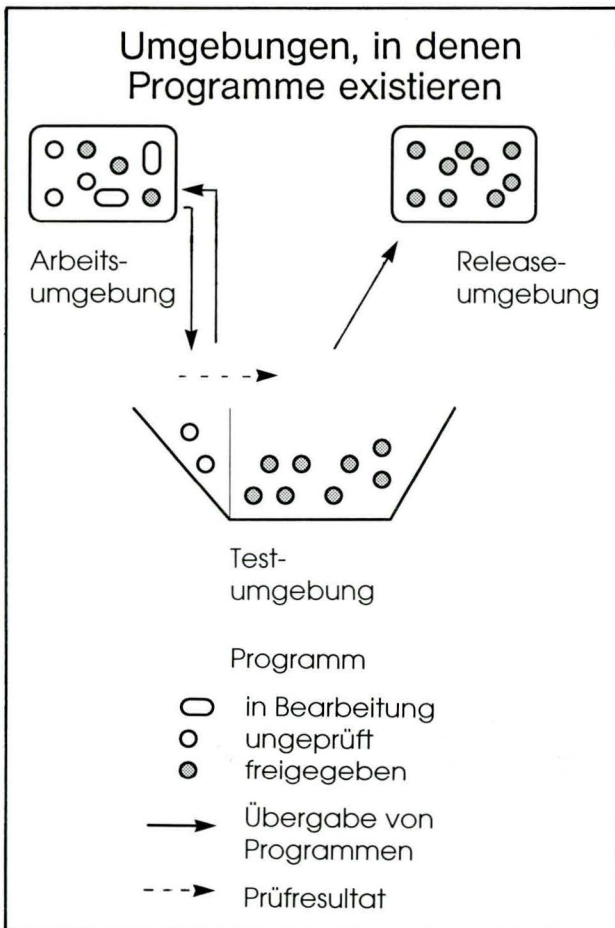 Umgebungen, in denen
Programme existieren
Arbeits-
umgebung
Release-
umgebung
Test-
umgebung
Programm
in Bearbeitung
ungeprüft
freigegeben
Übergabe von
Programmen
Prüfresultat